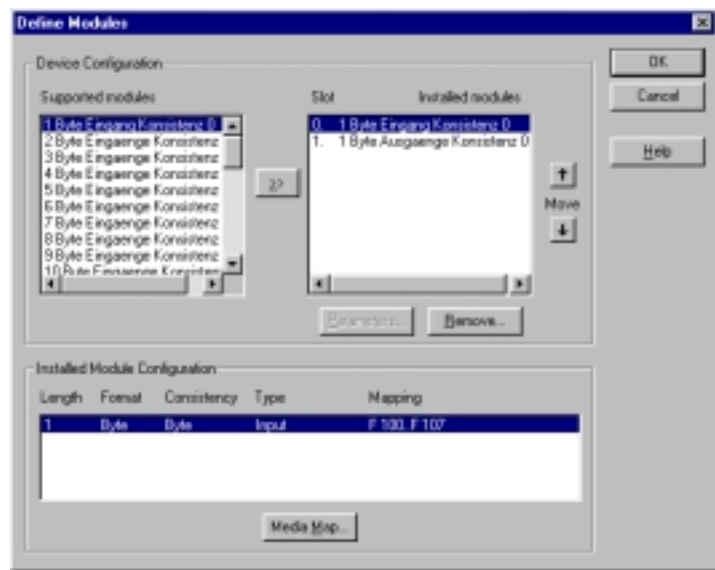 Define Modules
Device Configuration
OK
Supported modules
Slot Installed modules
Cancel
1 Byte Eingang Konsistenz 0
2 Byte Eingaenge Konsistenz
3 Byte Eingaenge Konsistenz
4 Byte Eingaenge Konsistenz
5 Byte Eingaenge Konsistenz
6 Byte Eingaenge Konsistenz
7 Byte Eingaenge Konsistenz
8 Byte Eingaenge Konsistenz
9 Byte Eingaenge Konsistenz
10 Byte Eingaenge Konsisten
>>
0. 1 Byte Eingang Konsistenz 0
1. 1 Byte Ausgaenge Konsistenz 0
Help
Move
Parameters...
Remove...
Installed Module Configuration
Length Format Consistency Type Mapping
1 Byte Byte Input F 100..F 107
Media Map...